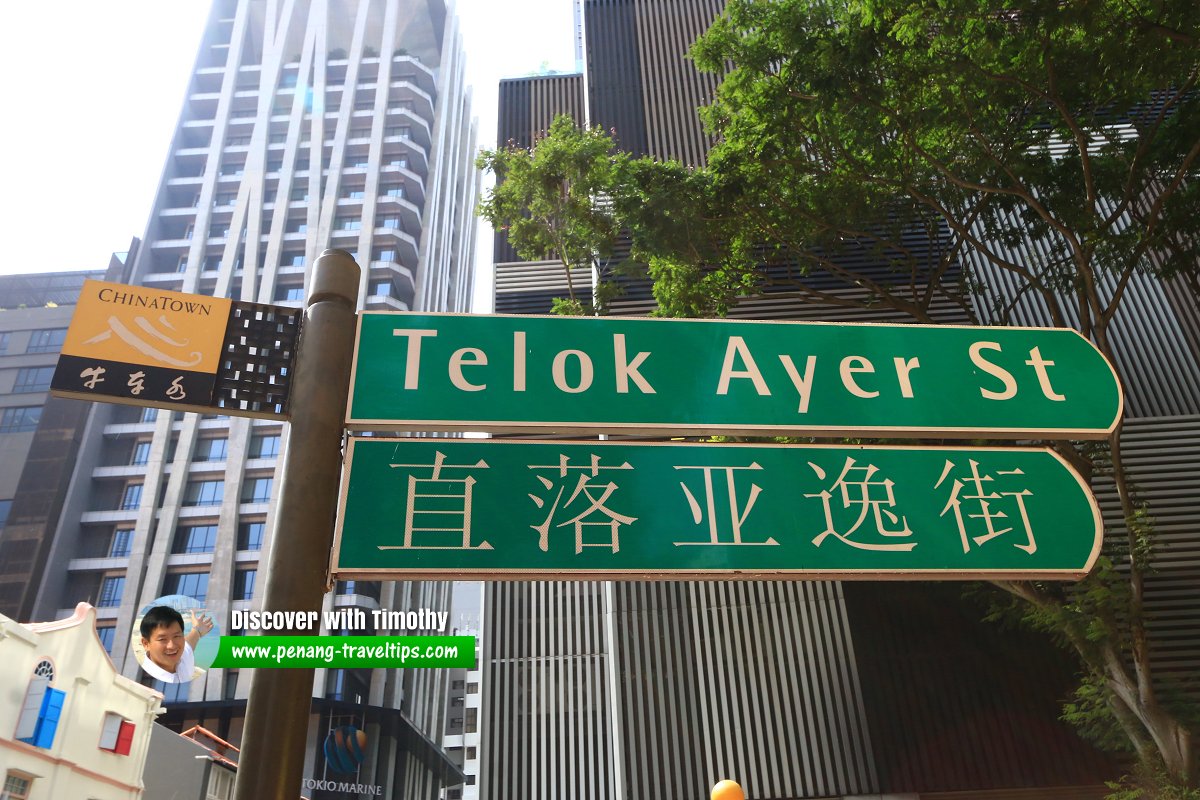 CHINATOWN
牛车水
Telok Ayer St
直落亚逸街
Discover with Timothy
www.penang-traveltips.com
TOKIO MARINE